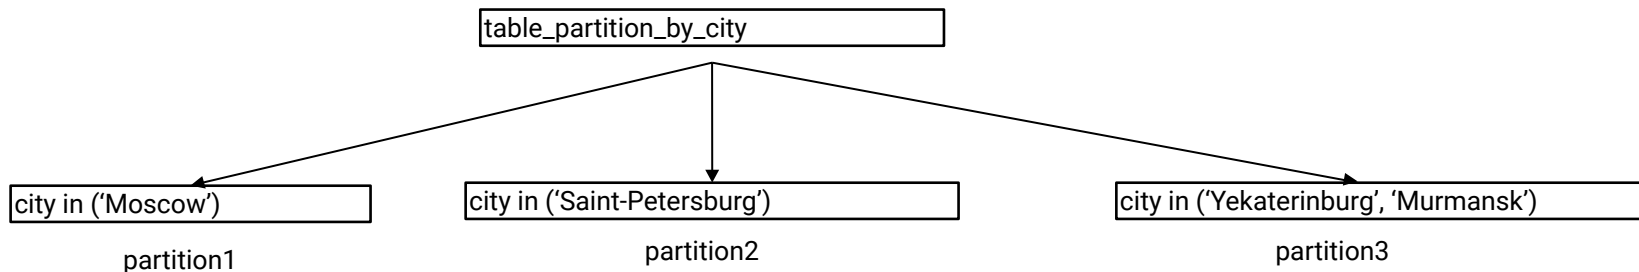 table_partition_by_city
city in (‘Moscow’)
city in (‘Saint-Petersburg’)
city in (‘Yekaterinburg’, ‘Murmansk’)
partition1
partition2
partition3